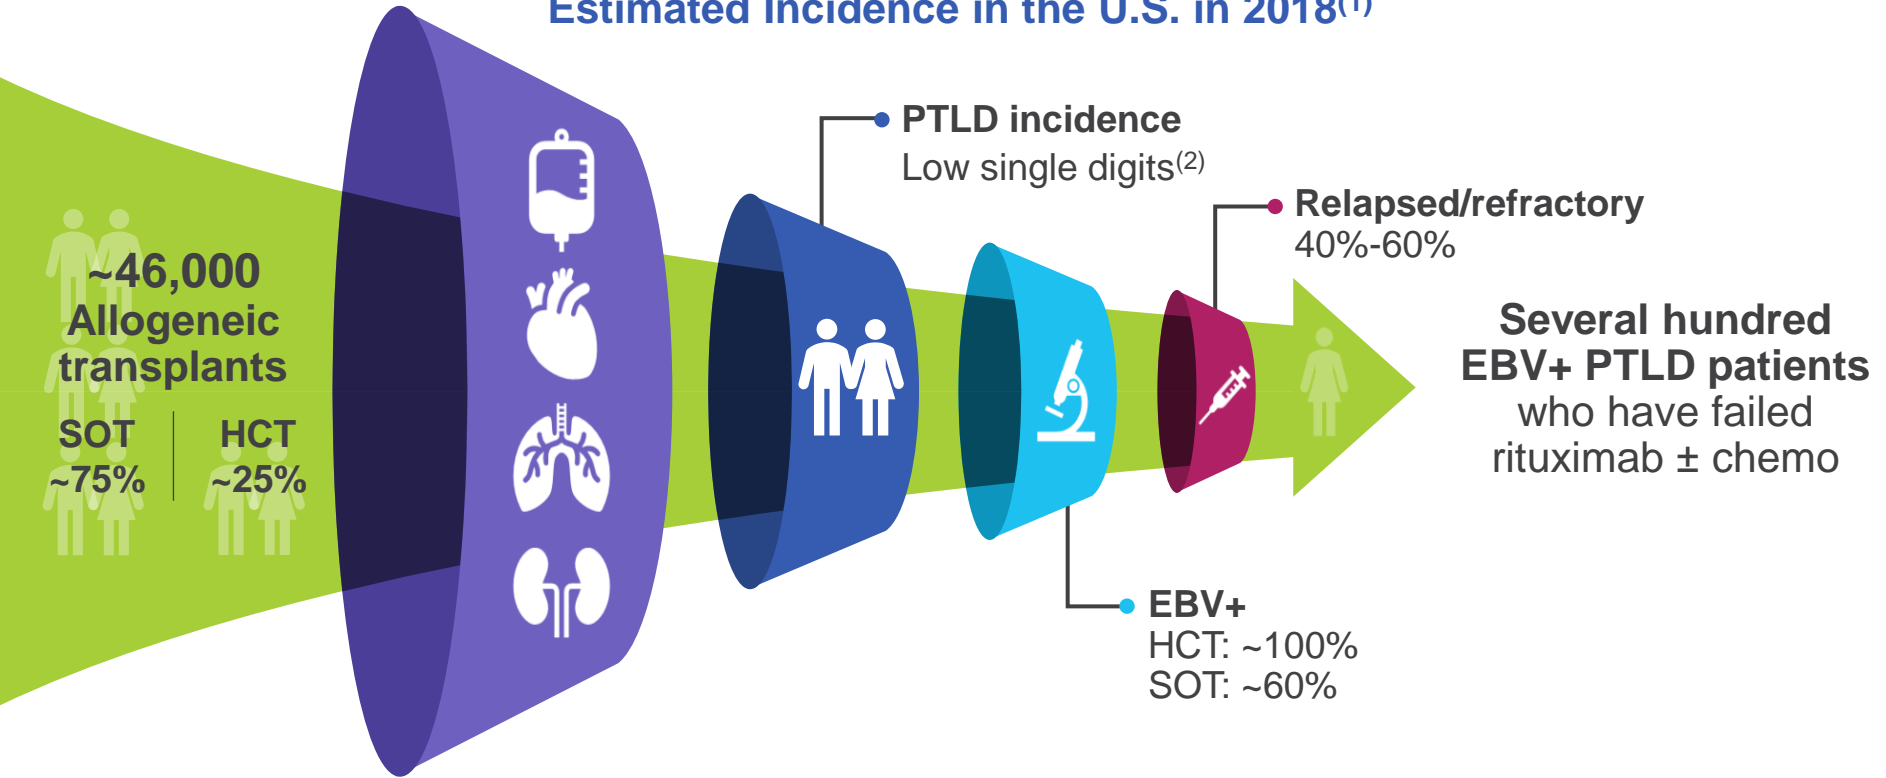 Estimated Incidence in the U.S. in 2018(1)
~46,000
Allogeneic
transplants
SOT
~75%
HCT
~25%
PTLD incidence
Low single digits(2)
Relapsed/refractory
40%-60%
EBV+
HCT: ~100%
SOT: ~60%
Several hundred
EBV+ PTLD patients
who have failed
rituximab ± chemo